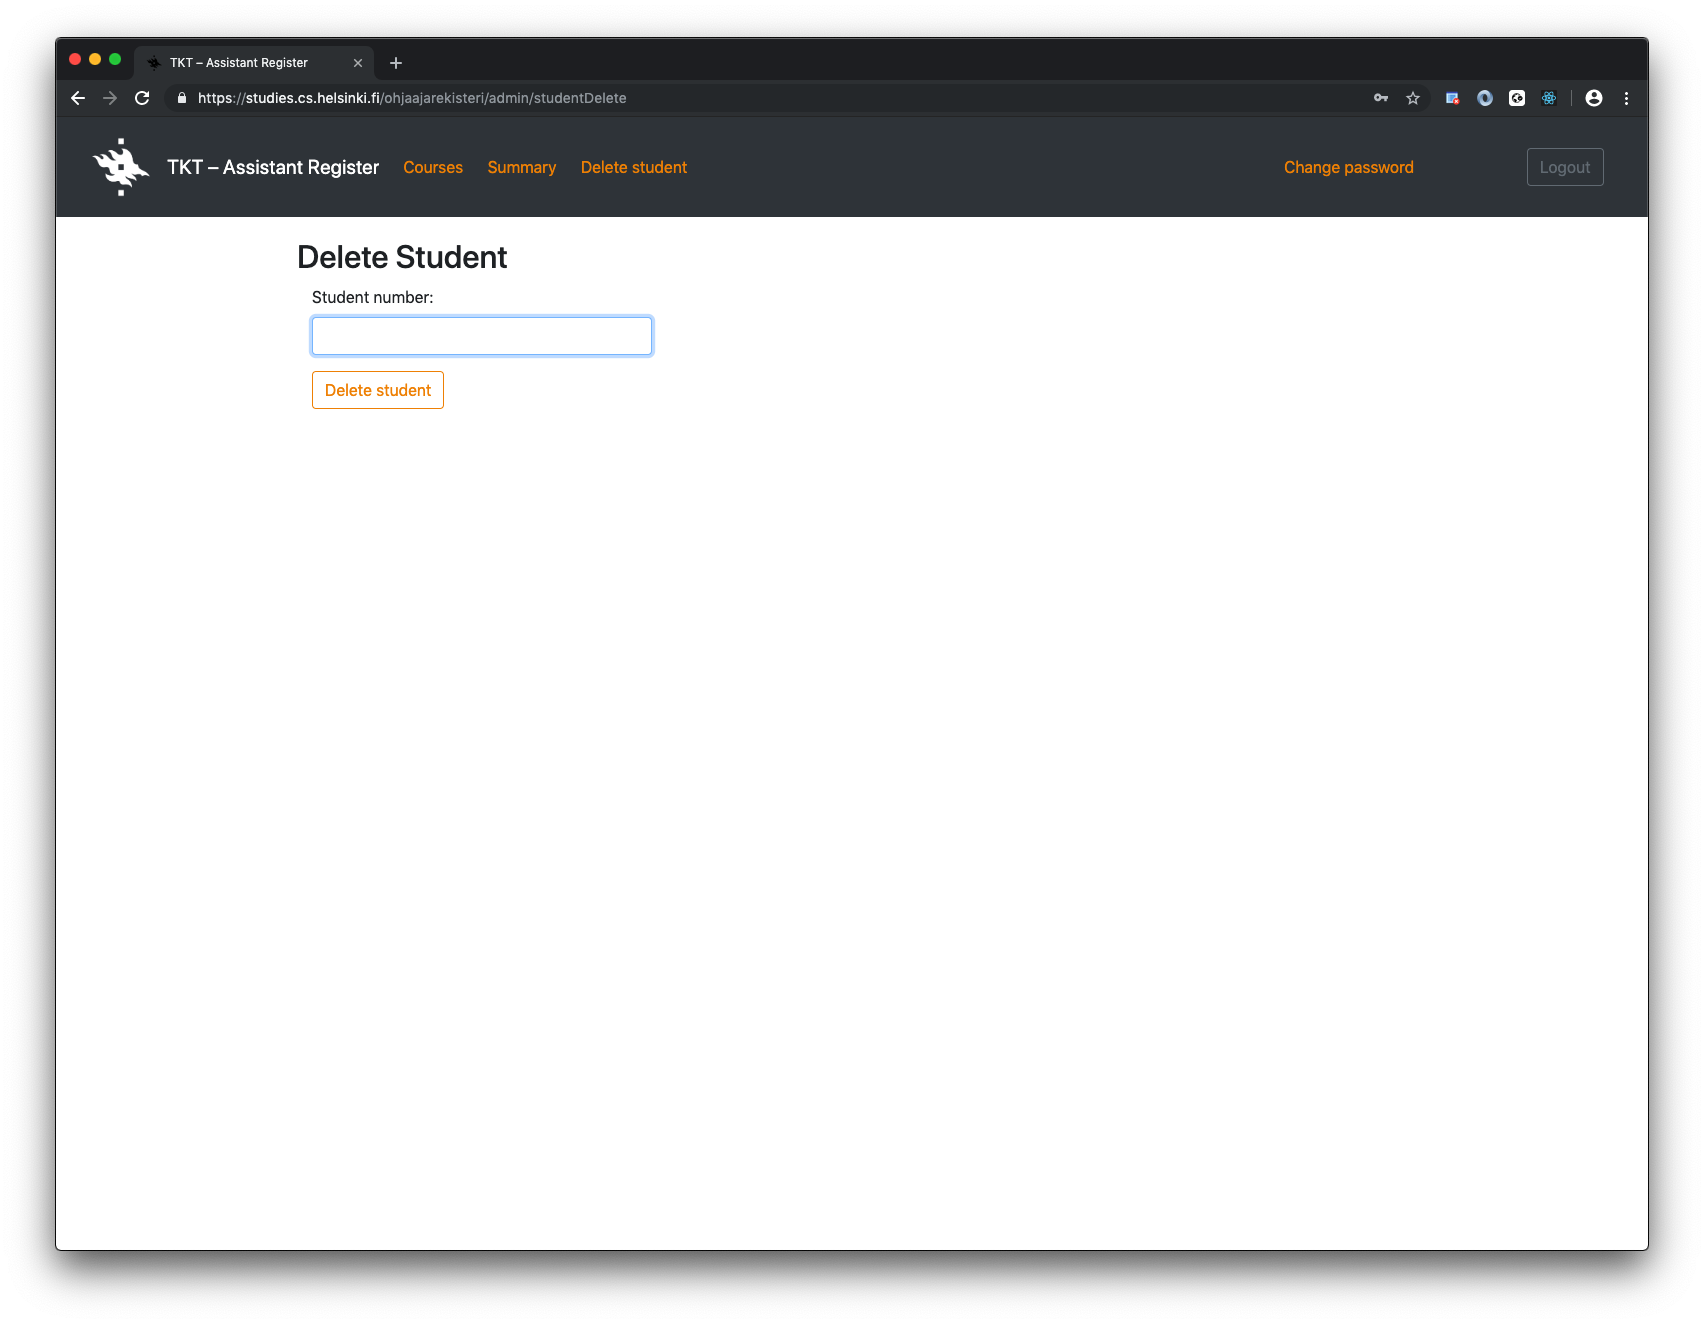 TKT – Assistant Register
https://studies.cs.helsinki.fi/ohjaajarekisteri/admin/studentDelete
TKT – Assistant Register Courses Summary Delete student Change password Logout
Delete Student
Student number:
Delete student